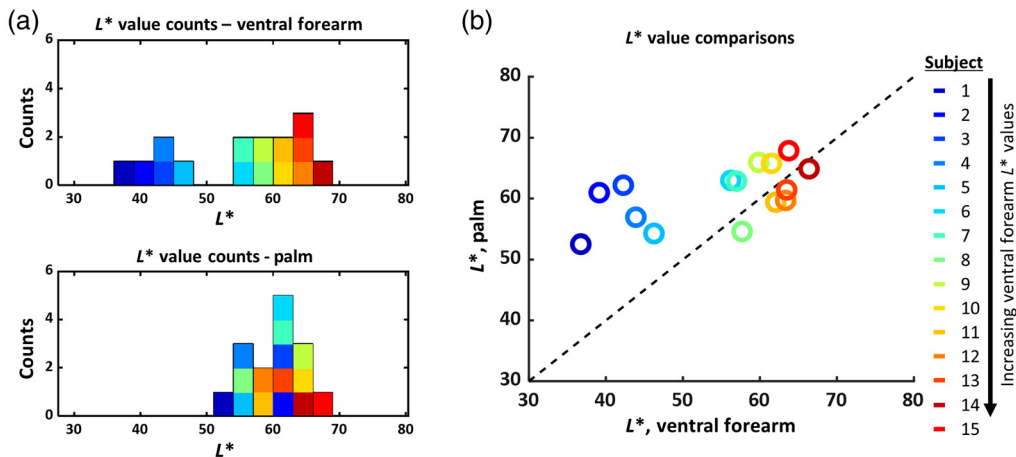 (a)
L* value counts – ventral forearm
6
4
2
0
Counts
30 40 50 60 70 80
L*
L* value counts - palm
6
4
2
0
Counts
30 40 50 60 70 80
L*
(b)
L* value comparisons
80
70
60
50
40
30
L*, palm
30 40 50 60 70 80
L*, ventral forearm
Subject
1
2
3
4
5
6
7
8
9
10
11
12
13
14
15
Increasing ventral forearm L* values